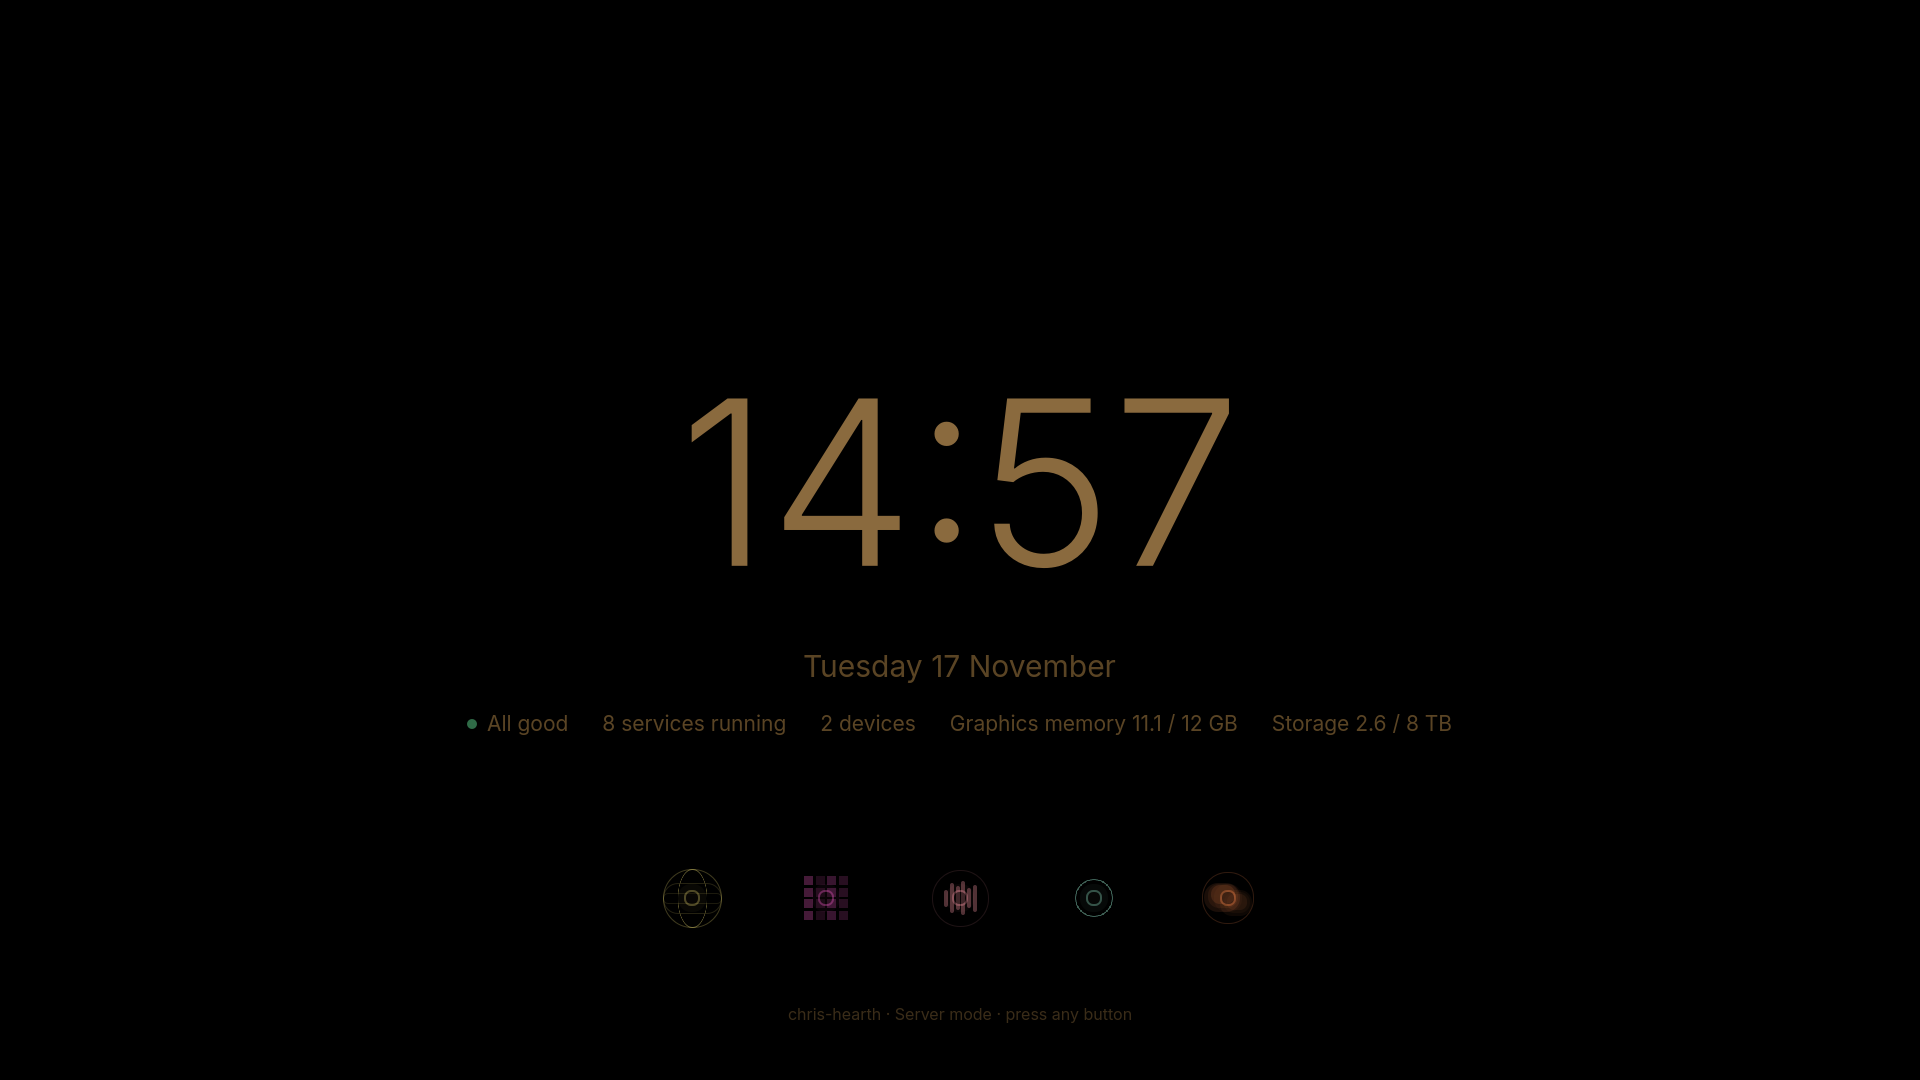 14:57
Tuesday 17 November
All good 8 services running 2 devices Graphics memory 11.1 / 12 GB Storage 2.6 / 8 TB
chris-hearth · Server mode · press any button